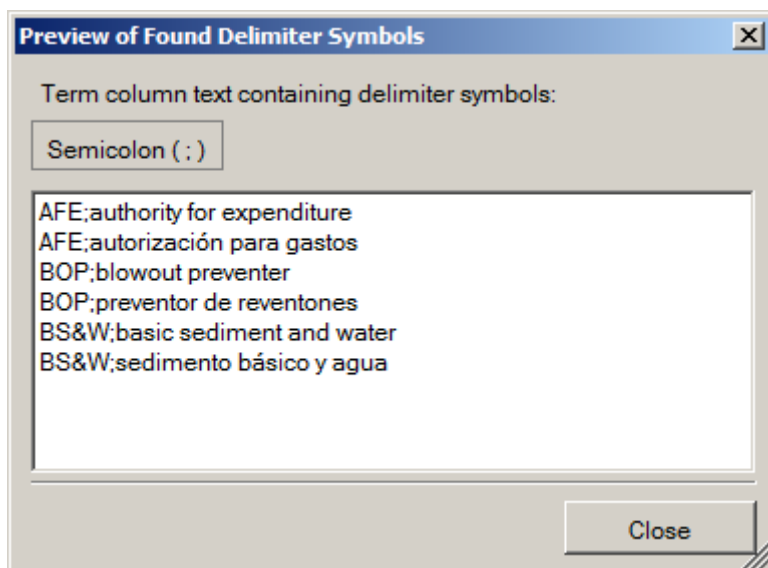 Preview of Found Delimiter Symbols
Term column text containing delimiter symbols:
Semicolon ( ; )
AFE;authority for expenditure
AFE;autorización para gastos
BOP;blowout preventer
BOP;preventor de reventones
BS&W;basic sediment and water
BS&W;sedimento básico y agua
Close